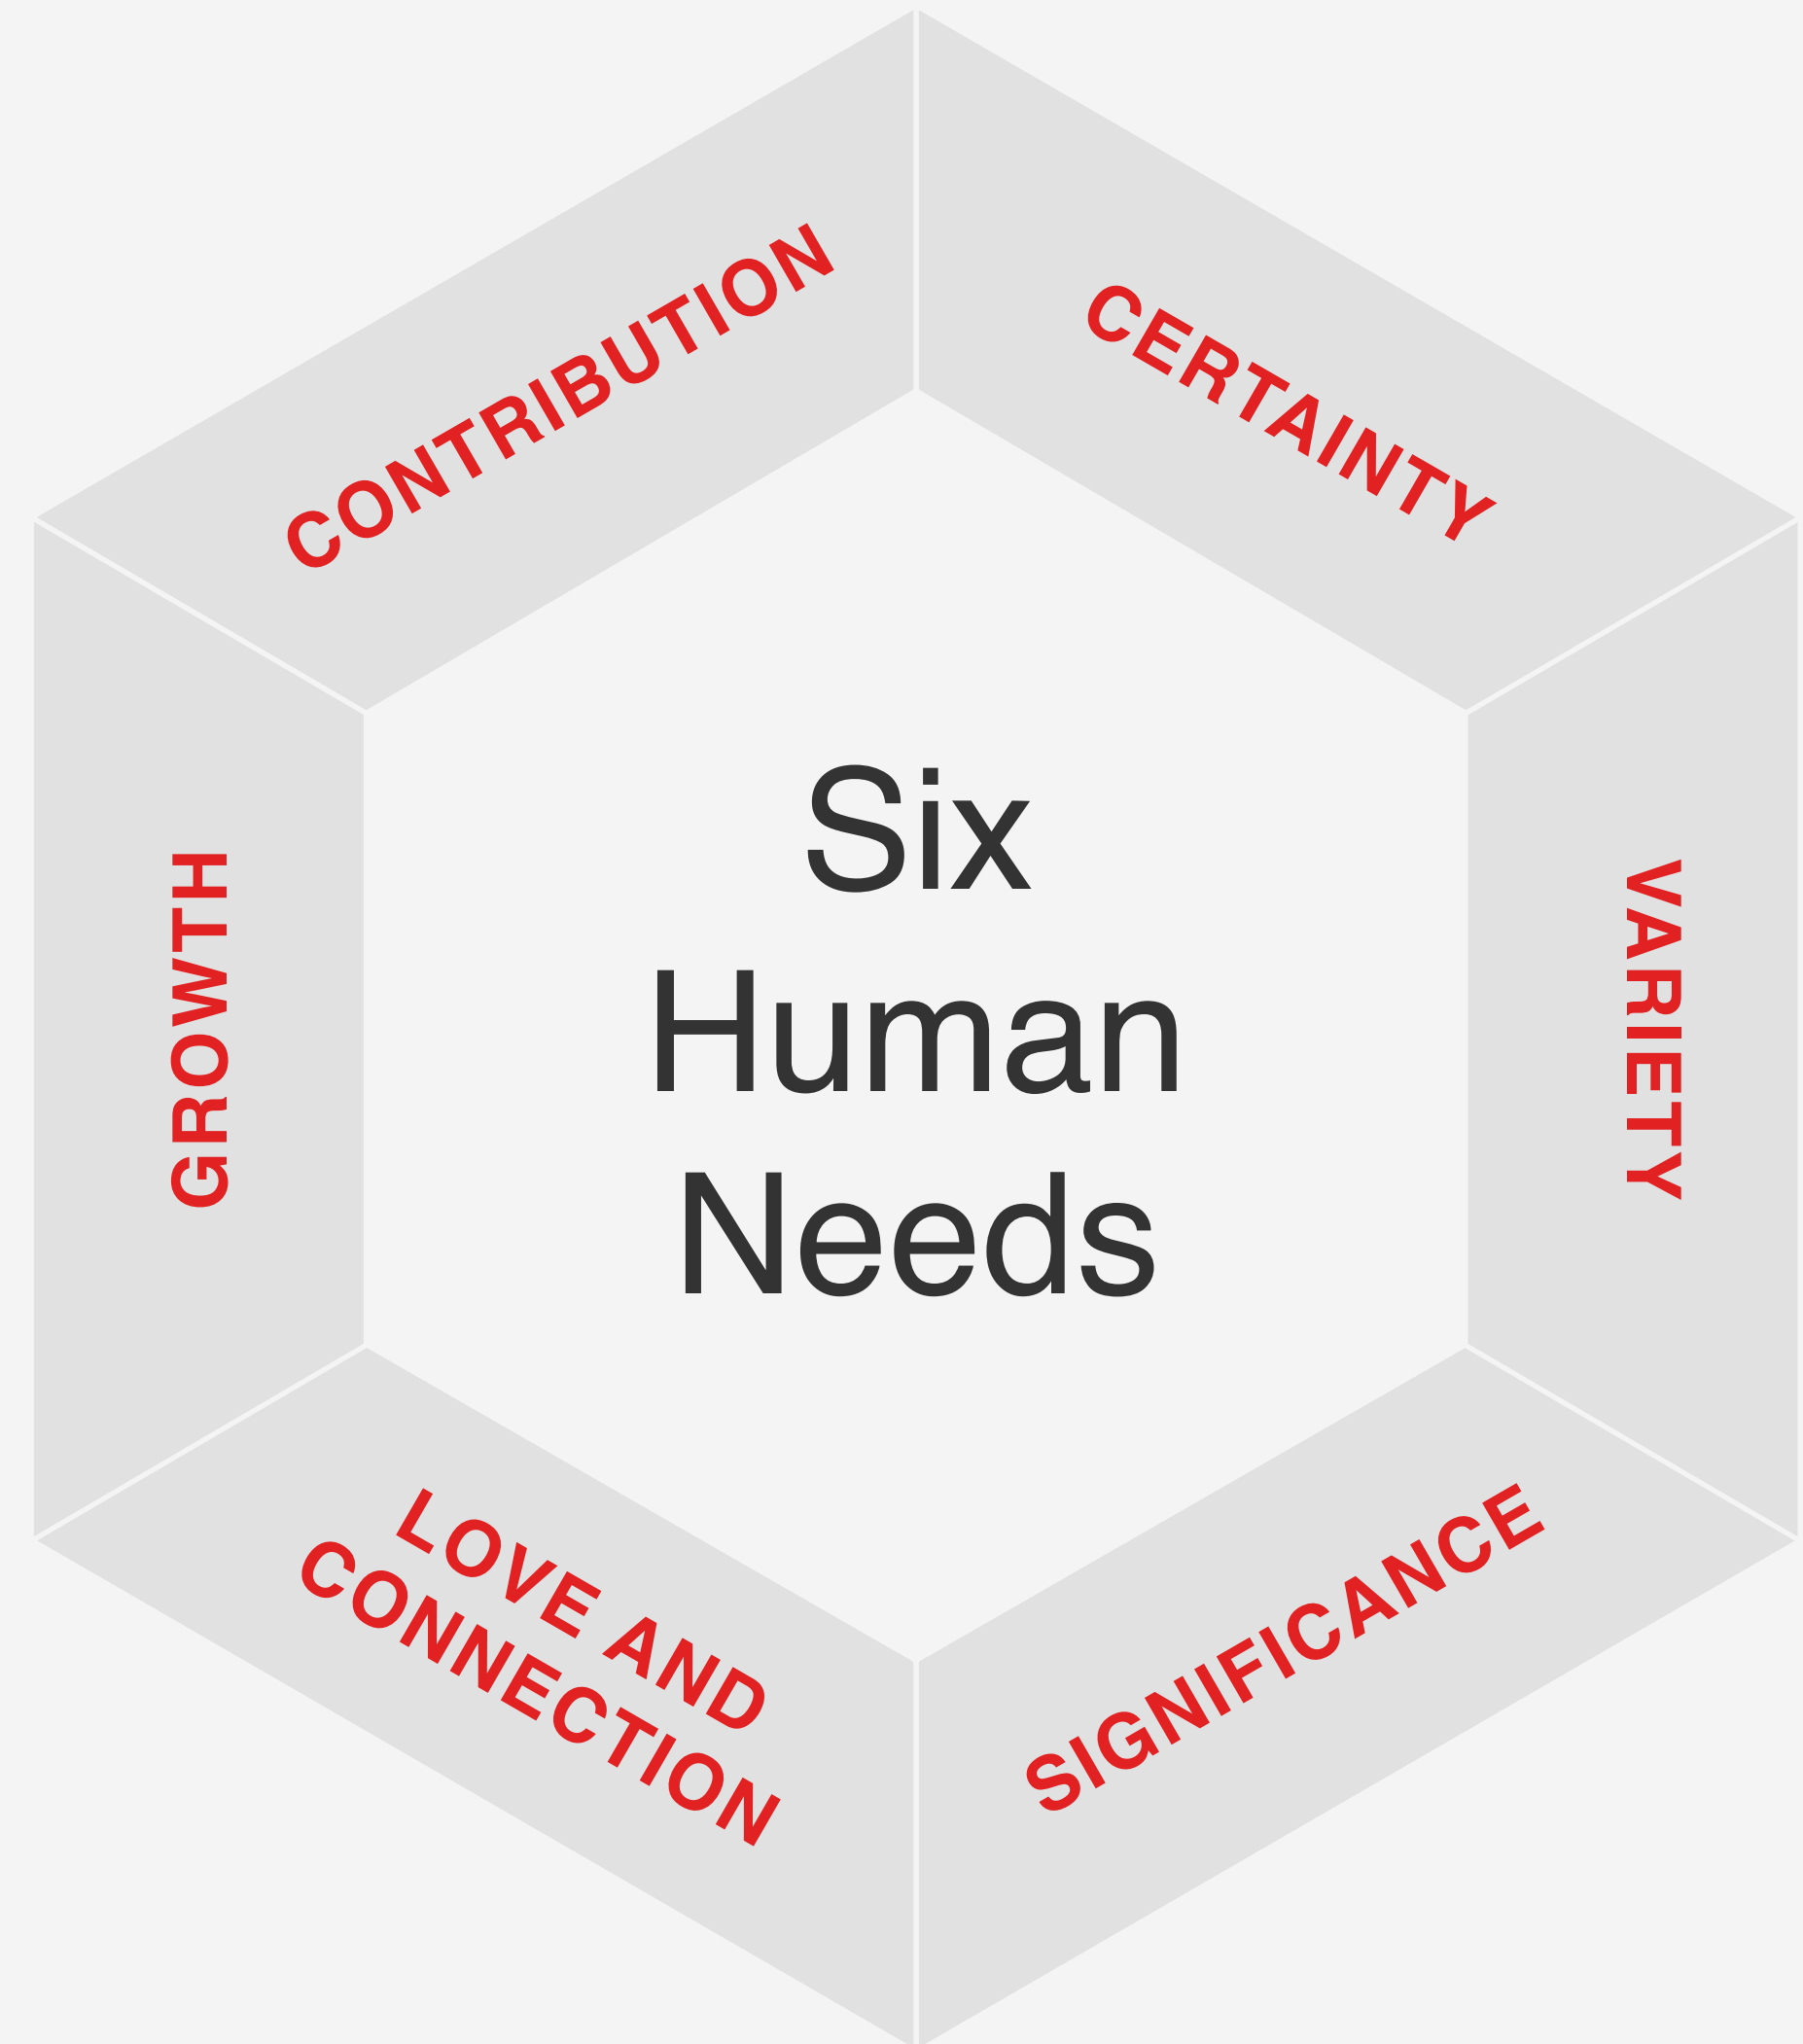 Six
Human
Needs
CERTAINTY
VARIETY
SIGNIFICANCE
LOVE AND
CONNECTION
GROWTH
CONTRIBUTION